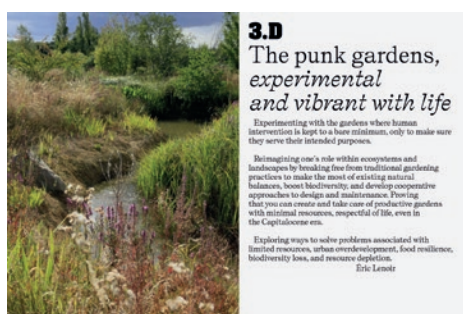 3.D
The punk gardens,
experimental
and vibrant with life
Experimenting with the gardens where human
intervention is kept to a bare minimum, only to make sure
they serve their intended purposes.
Reimagining one's role within ecosystems and
landscapes by breaking free from traditional gardening
practices to make the most of existing natural
balances, boost biodiversity, and develop cooperative
approaches to design and maintenance. Proving
that you can create and take care of productive gardens
with minimal resources, respectful of life, even in
the Capitalocene era.
Exploring ways to solve problems associated with
limited resources, urban overdevelopment, food resilience,
biodiversity loss, and resource depletion.
Éric Lenoir